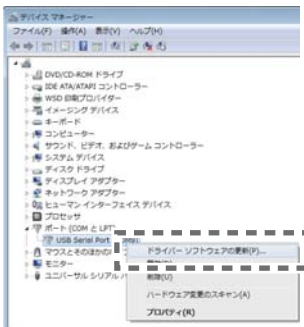 デバイス マネージャー
ファイル(F) 操作(A) 表示(V) ヘルプ(H)
DVD/CD-ROM ドライブ
IDE ATA/ATAPI コントローラー
WSD 印刷プロバイダー
イメージング デバイス
キーボード
コンピューター
サウンド、ビデオ、およびゲーム コントローラー
システム デバイス
ディスク ドライブ
ディスプレイ アダプター
ネットワーク アダプター
ヒューマン インターフェイス デバイス
プロセッサ
ポート (COM と LPT)
USB Serial Port
ドライバー ソフトウェアの更新(P)...
マウスとそのほかの
モニター
削除(U)
ユニバーサル シリアル
ハードウェア変更のスキャン(A)
プロパティ(R)